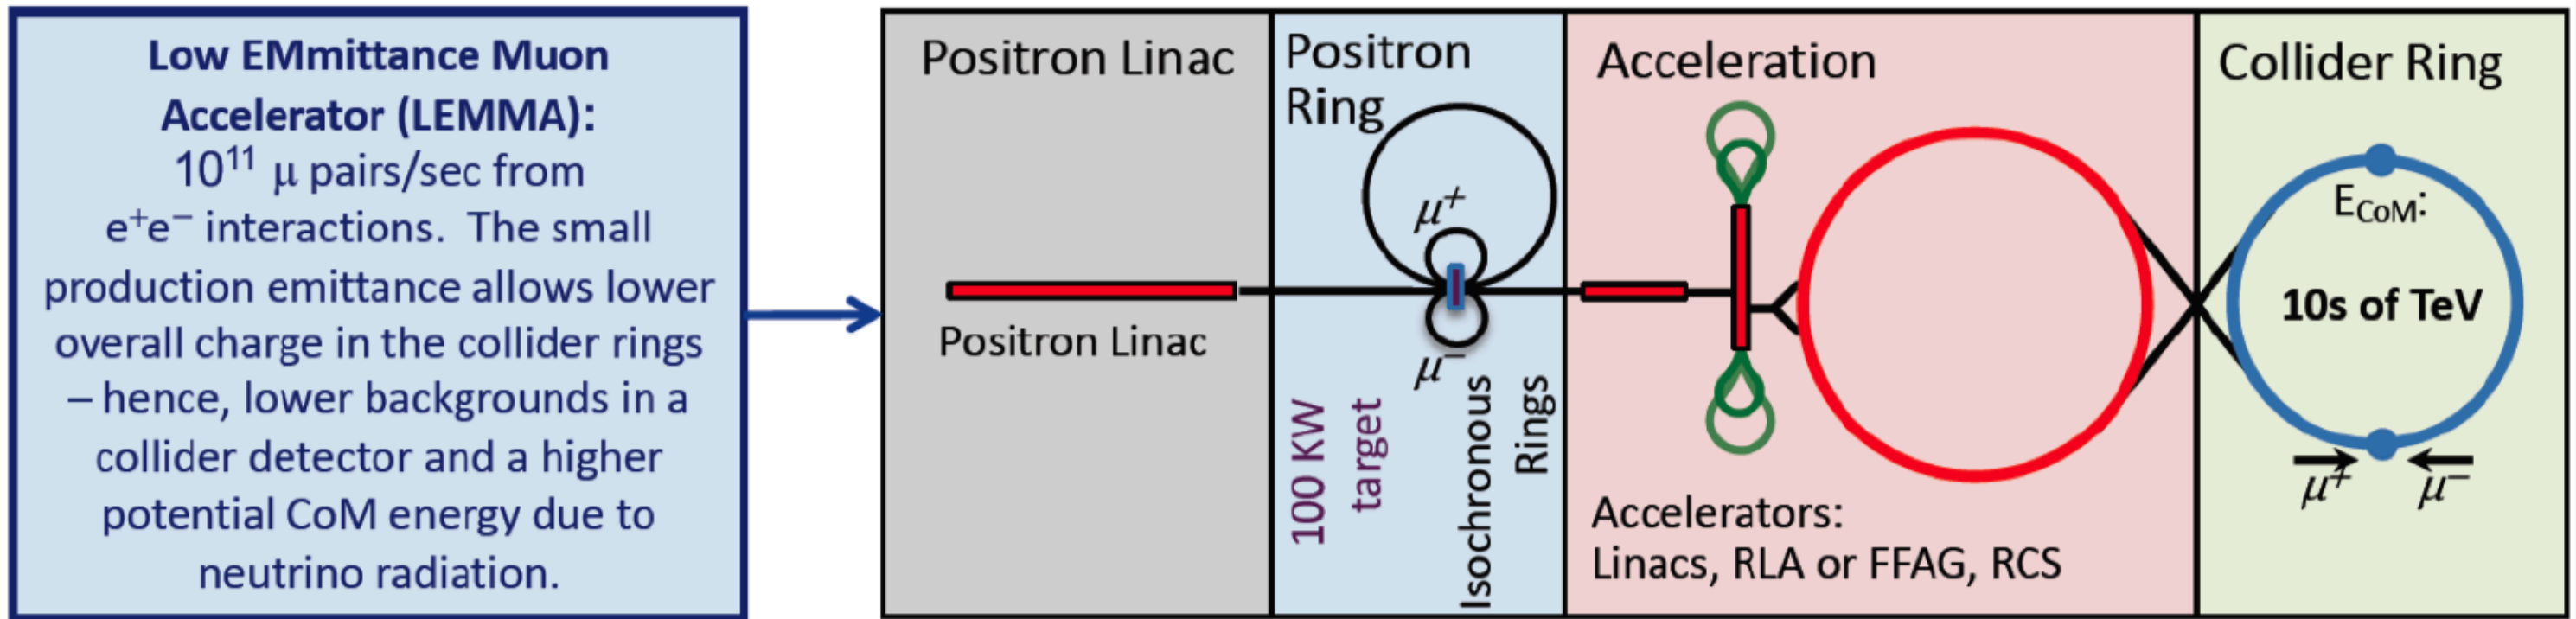 Low EMmittance Muon
Accelerator (LEMMA):
10¹¹ μ pairs/sec from
e⁺e⁻ interactions. The small
production emittance allows lower
overall charge in the collider rings
– hence, lower backgrounds in a
collider detector and a higher
potential CoM energy due to
neutrino radiation.
Positron Linac
Positron Linac
Positron
Ring
μ⁺
μ⁻
100 KW
target
Isochronous
Rings
Acceleration
Accelerators:
Linacs, RLA or FFAG, RCS
Collider Ring
E_CoM:
10s of TeV
μ⁺ μ⁻